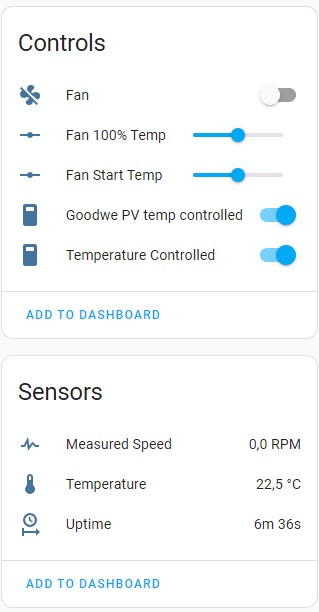 Controls
Fan
Fan 100% Temp
Fan Start Temp
Goodwe PV temp controlled
Temperature Controlled
ADD TO DASHBOARD
Sensors
Measured Speed 0,0 RPM
Temperature 22,5 °C
Uptime 6m 36s
ADD TO DASHBOARD